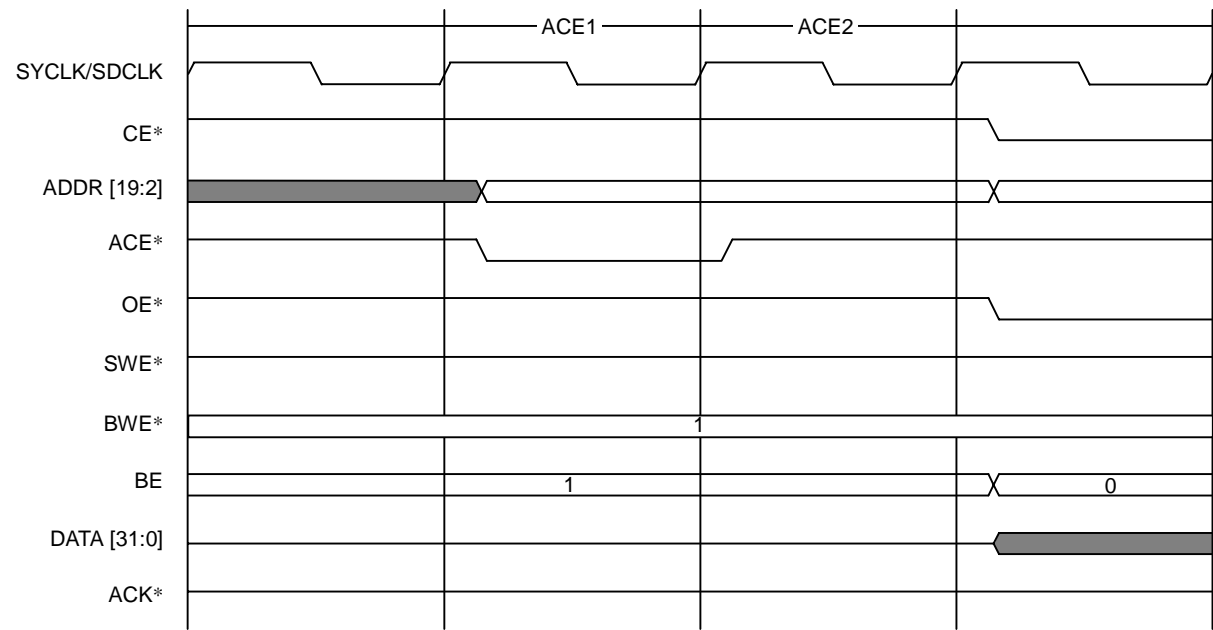 ACE1 ACE2
SYCLK/SDCLK
CE*
ADDR [19:2]
ACE*
OE*
SWE*
BWE* 1
BE 1 0
DATA [31:0]
ACK*